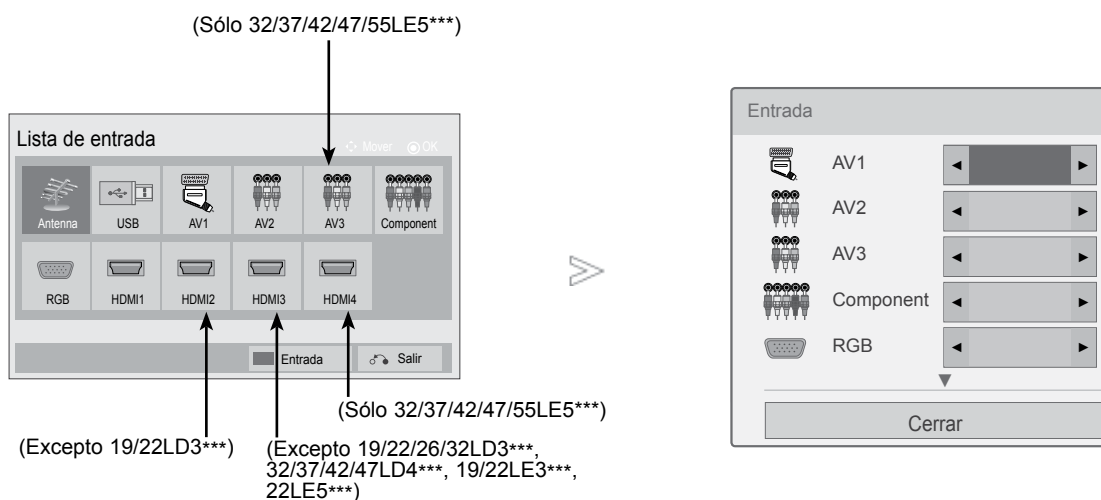 (Sólo 32/37/42/47/55LE5***)
Lista de entrada
Mover OK
Antenna USB AV1 AV2 AV3 Component
RGB HDMI1 HDMI2 HDMI3 HDMI4
Entrada Salir
(Sólo 32/37/42/47/55LE5***)
(Excepto 19/22LD3***)
(Excepto 19/22/26/32LD3***,
32/37/42/47LD4***, 19/22LE3***,
22LE5***)
Entrada
AV1
AV2
AV3
Component
RGB
Cerrar